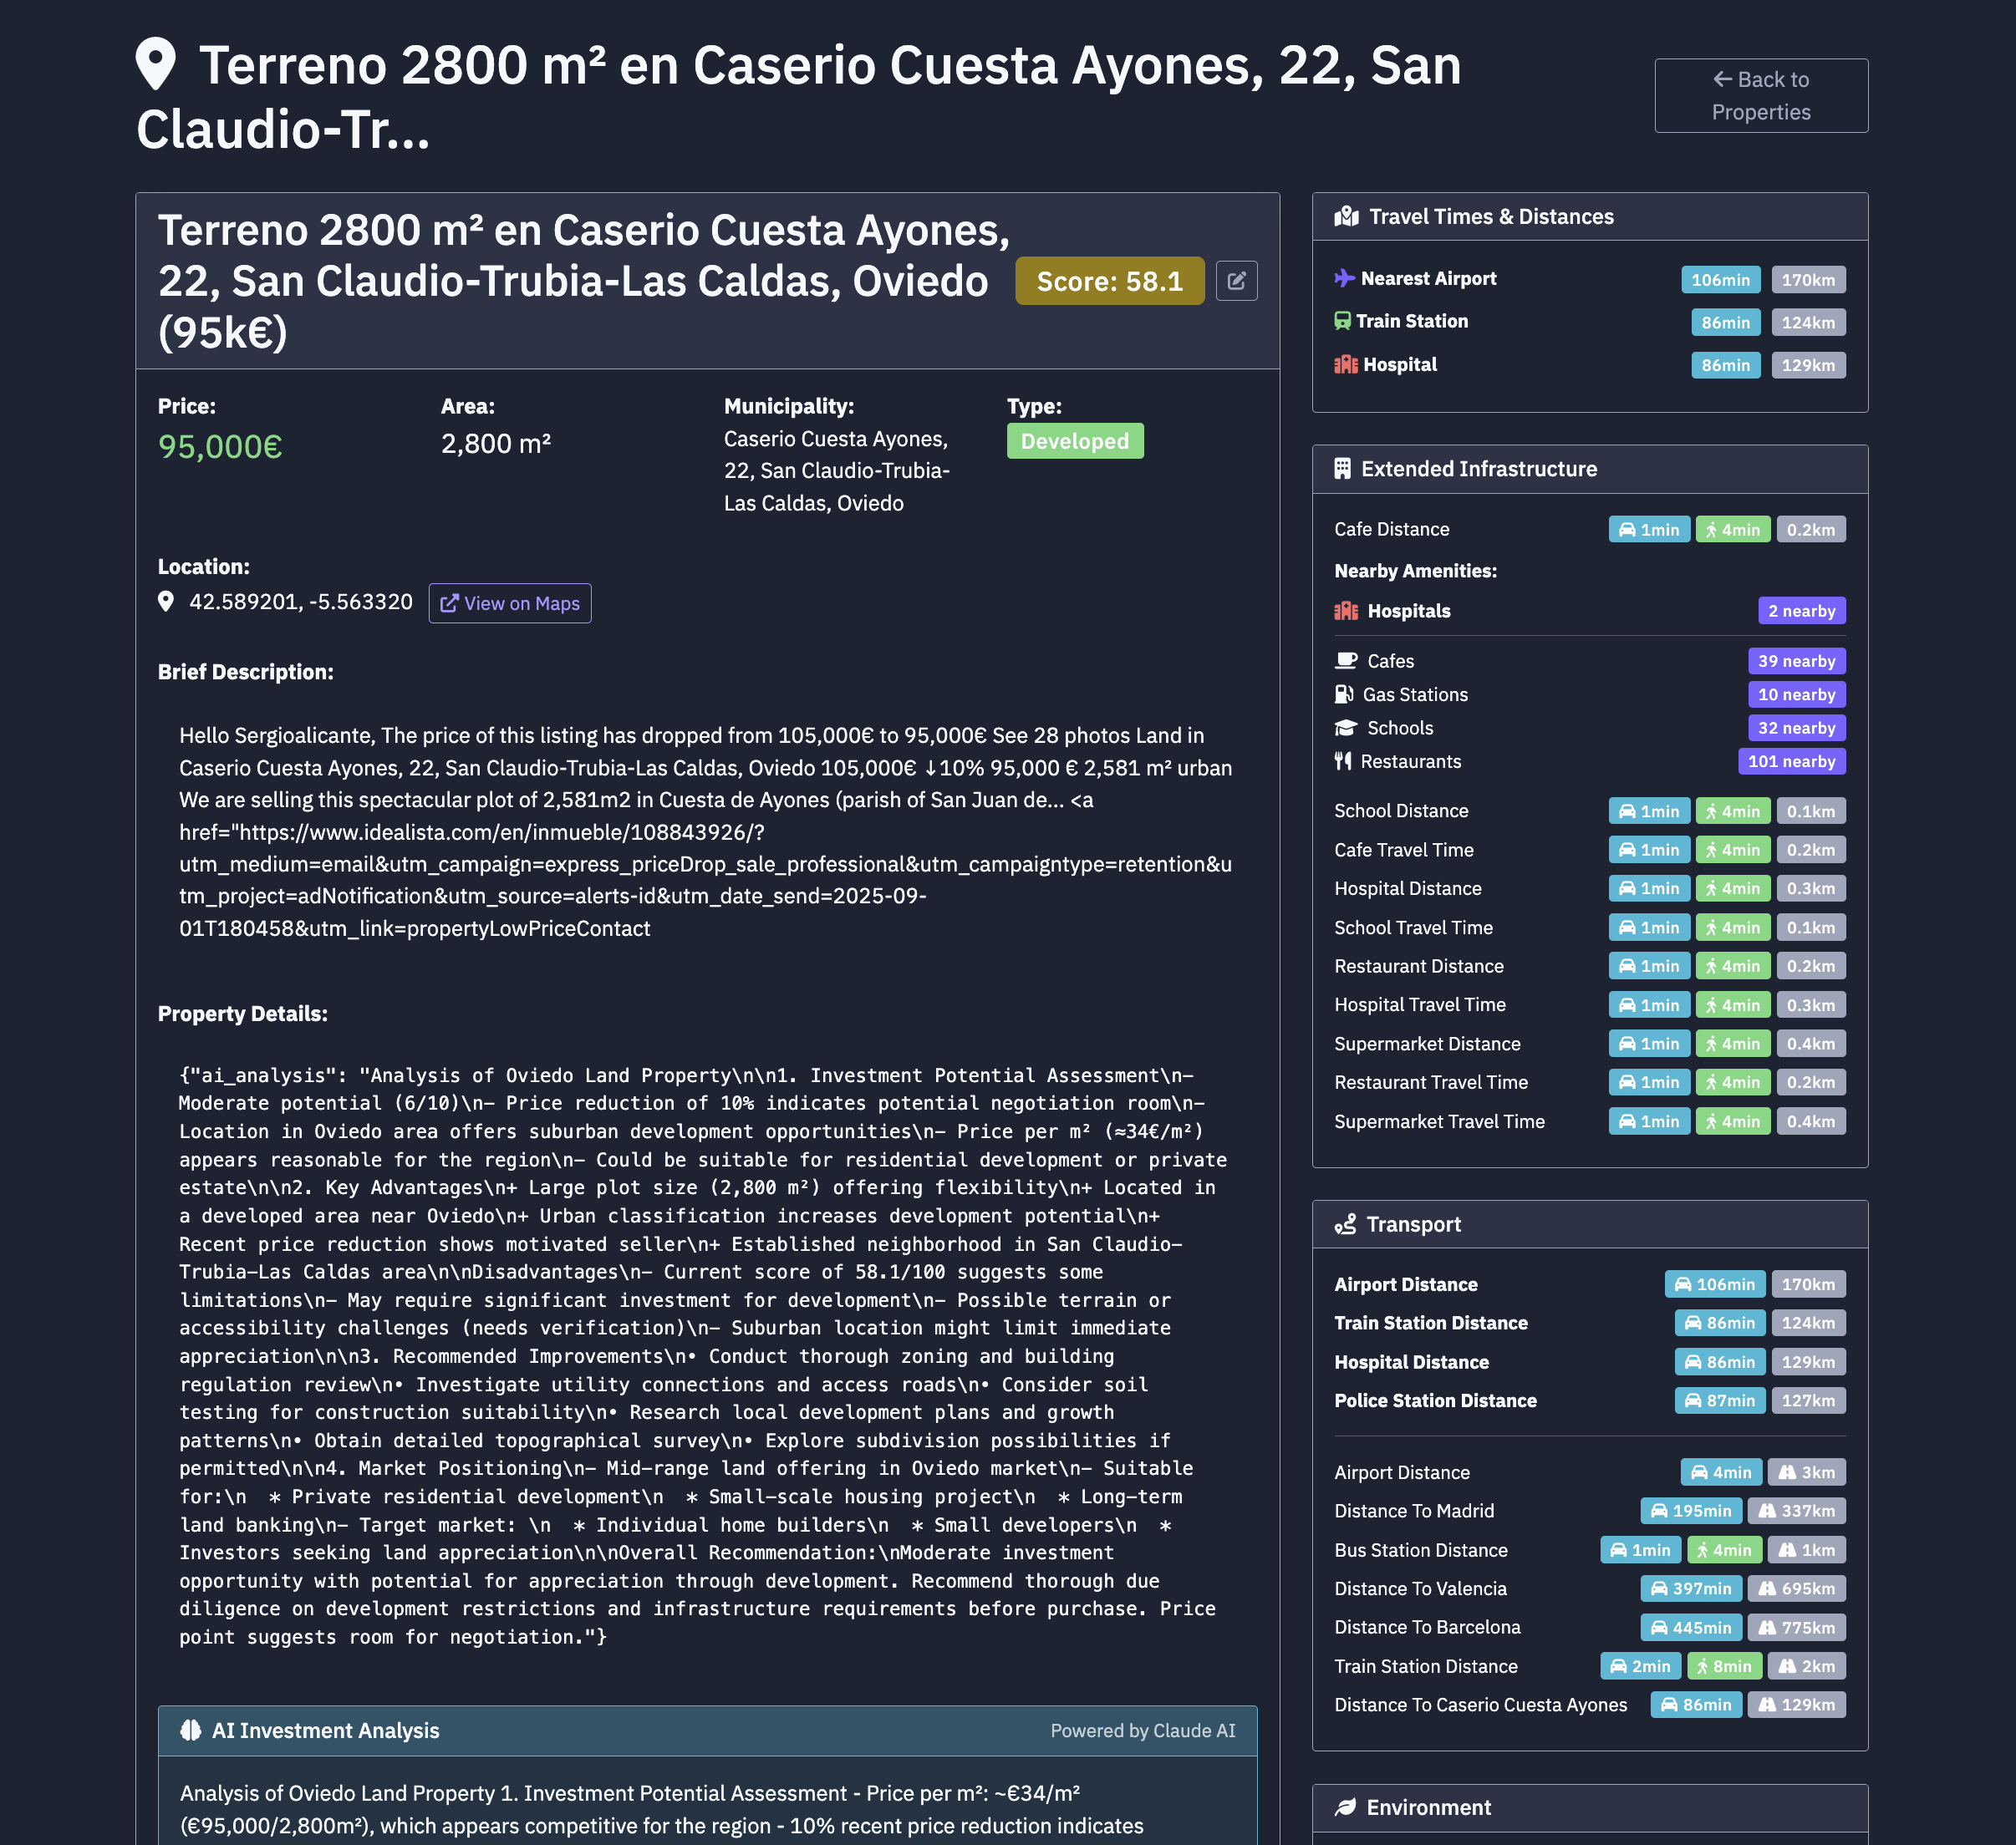 Terreno 2800 m² en Caserio Cuesta Ayones, 22, San
Claudio-Tr...
← Back to
Properties
Terreno 2800 m² en Caserio Cuesta Ayones,
22, San Claudio-Trubia-Las Caldas, Oviedo
(95k€)
Score: 58.1
Price:
95,000€
Area:
2,800 m²
Municipality:
Caserio Cuesta Ayones,
22, San Claudio-Trubia-
Las Caldas, Oviedo
Type:
Developed
Location:
42.589201, -5.563320
View on Maps
Brief Description:
Hello Sergioalicante, The price of this listing has dropped from 105,000€ to 95,000€ See 28 photos Land in
Caserio Cuesta Ayones, 22, San Claudio-Trubia-Las Caldas, Oviedo 105,000€ ↓10% 95,000 € 2,581 m² urban
We are selling this spectacular plot of 2,581m2 in Cuesta de Ayones (parish of San Juan de... <a
href="https://www.idealista.com/en/inmueble/108843926/?
utm_medium=email&utm_campaign=express_priceDrop_sale_professional&utm_campaigntype=retention&u
tm_project=adNotification&utm_source=alerts-id&utm_date_send=2025-09-
01T180458&utm_link=propertyLowPriceContact
Property Details:
{"ai_analysis": "Analysis of Oviedo Land Property\n\n1. Investment Potential Assessment\n-
Moderate potential (6/10)\n- Price reduction of 10% indicates potential negotiation room\n-
Location in Oviedo area offers suburban development opportunities\n- Price per m² (≈34€/m²)
appears reasonable for the region\n- Could be suitable for residential development or private
estate\n\n2. Key Advantages\n+ Large plot size (2,800 m²) offering flexibility\n+ Located in
a developed area near Oviedo\n+ Urban classification increases development potential\n+
Recent price reduction shows motivated seller\n+ Established neighborhood in San Claudio-
Trubia-Las Caldas area\n\nDisadvantages\n- Current score of 58.1/100 suggests some
limitations\n- May require significant investment for development\n- Possible terrain or
accessibility challenges (needs verification)\n- Suburban location might limit immediate
appreciation\n\n3. Recommended Improvements\n• Conduct thorough zoning and building
regulation review\n• Investigate utility connections and access roads\n• Consider soil
testing for construction suitability\n• Research local development plans and growth
patterns\n• Obtain detailed topographical survey\n• Explore subdivision possibilities if
permitted\n\n4. Market Positioning\n- Mid-range land offering in Oviedo market\n- Suitable
for:\n  * Private residential development\n  * Small-scale housing project\n  * Long-term
land banking\n- Target market: \n  * Individual home builders\n  * Small developers\n  *
Investors seeking land appreciation\n\nOverall Recommendation:\nModerate investment
opportunity with potential for appreciation through development. Recommend thorough due
diligence on development restrictions and infrastructure requirements before purchase. Price
point suggests room for negotiation."}
AI Investment Analysis
Powered by Claude AI
Analysis of Oviedo Land Property 1. Investment Potential Assessment - Price per m²: ~€34/m²
(€95,000/2,800m²), which appears competitive for the region - 10% recent price reduction indicates
Travel Times & Distances
Nearest Airport 106min 170km
Train Station 86min 124km
Hospital 86min 129km
Extended Infrastructure
Cafe Distance 1min 4min 0.2km
Nearby Amenities:
Hospitals 2 nearby
Cafes 39 nearby
Gas Stations 10 nearby
Schools 32 nearby
Restaurants 101 nearby
School Distance 1min 4min 0.1km
Cafe Travel Time 1min 4min 0.2km
Hospital Distance 1min 4min 0.3km
School Travel Time 1min 4min 0.1km
Restaurant Distance 1min 4min 0.2km
Hospital Travel Time 1min 4min 0.3km
Supermarket Distance 1min 4min 0.4km
Restaurant Travel Time 1min 4min 0.2km
Supermarket Travel Time 1min 4min 0.4km
Transport
Airport Distance 106min 170km
Train Station Distance 86min 124km
Hospital Distance 86min 129km
Police Station Distance 87min 127km
Airport Distance 4min 3km
Distance To Madrid 195min 337km
Bus Station Distance 1min 4min 1km
Distance To Valencia 397min 695km
Distance To Barcelona 445min 775km
Train Station Distance 2min 8min 2km
Distance To Caserio Cuesta Ayones 86min 129km
Environment